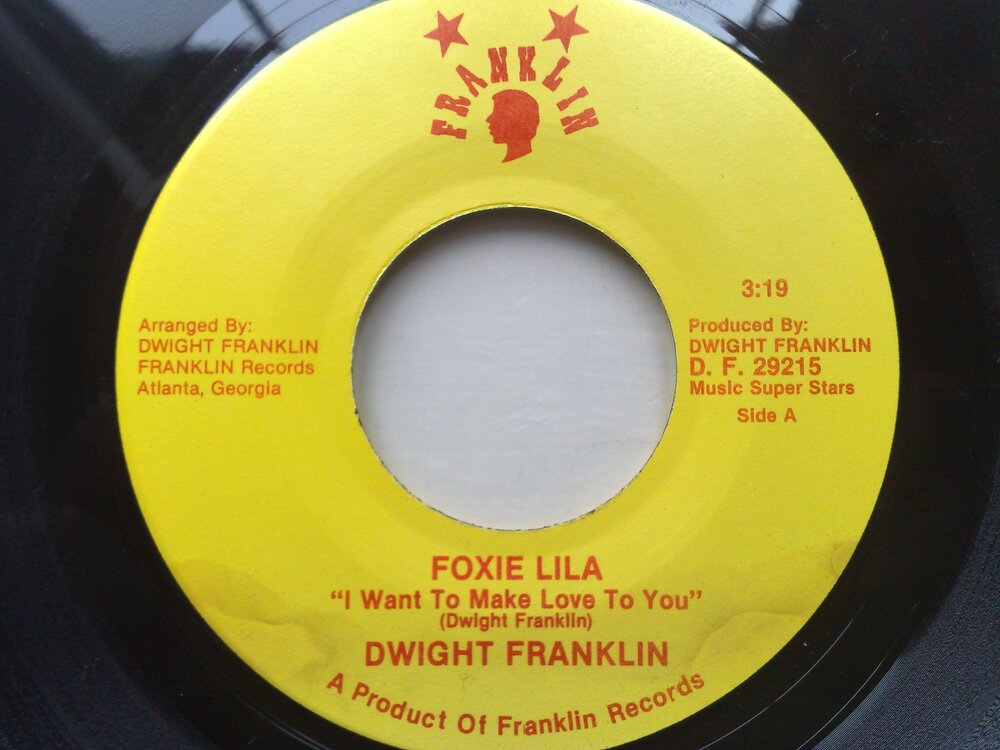 FRANKLIN
Arranged By:
DWIGHT FRANKLIN
FRANKLIN Records
Atlanta, Georgia
3:19
Produced By:
DWIGHT FRANKLIN
D. F. 29215
Music Super Stars
Side A
FOXIE LILA
“I Want To Make Love To You”
(Dwight Franklin)
DWIGHT FRANKLIN
A Product Of Franklin Records